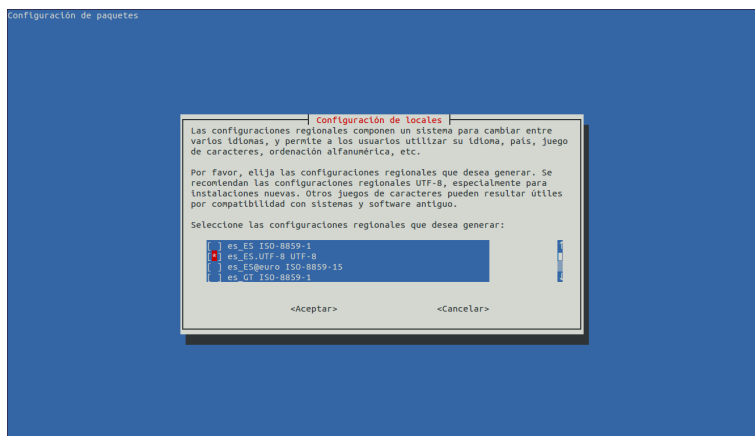 Configuración de paquetes
Configuración de locales
Las configuraciones regionales componen un sistema para cambiar entre
varios idiomas, y permite a los usuarios utilizar su idioma, país, juego
de caracteres, ordenación alfanumérica, etc.
Por favor, elija las configuraciones regionales que desea generar. Se
recomiendan las configuraciones regionales UTF-8, especialmente para
instalaciones nuevas. Otros juegos de caracteres pueden resultar útiles
por compatibilidad con sistemas y software antiguo.
Seleccione las configuraciones regionales que desea generar:
[ ] es_ES ISO-8859-1
[*] es_ES.UTF-8 UTF-8
[ ] es_ES@euro ISO-8859-15
[ ] es_GT ISO-8859-1
<Aceptar> <Cancelar>